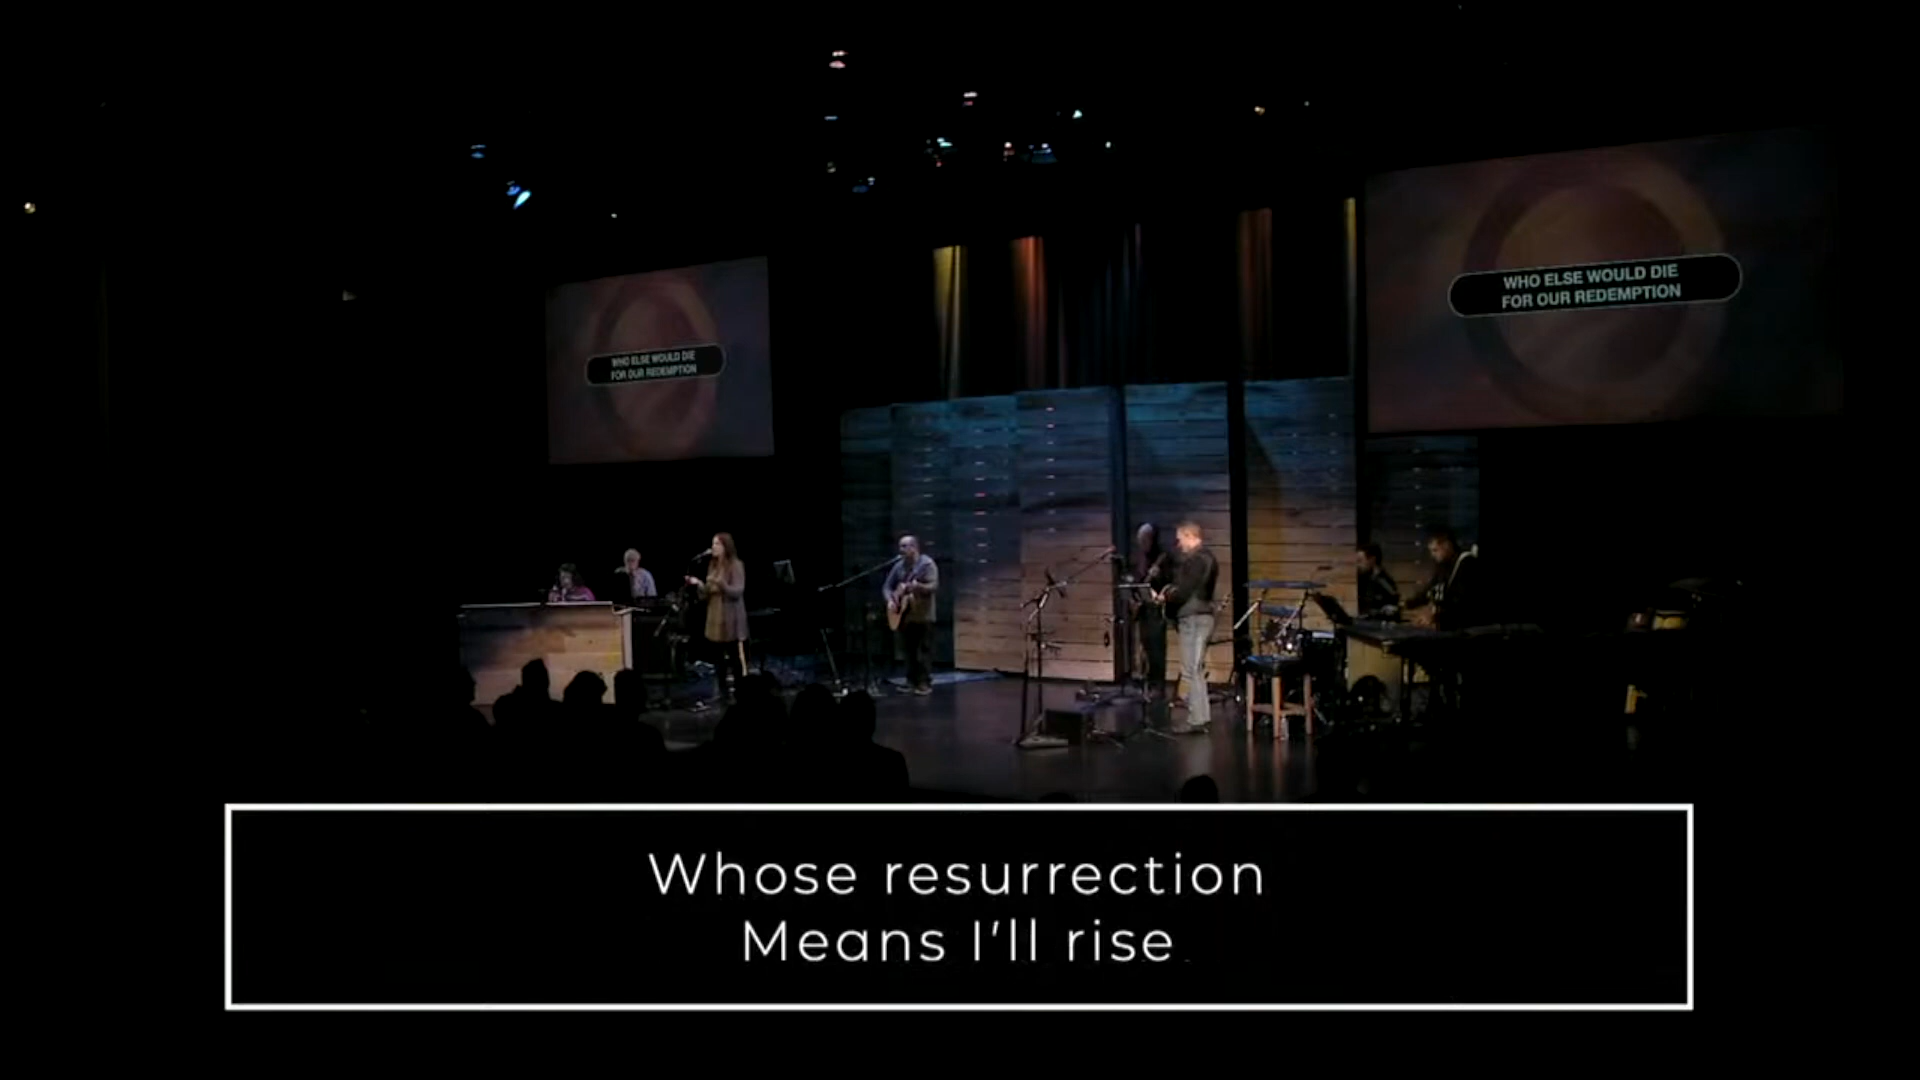 WHO ELSE WOULD DIE
FOR OUR REDEMPTION
WHO ELSE WOULD DIE
FOR OUR REDEMPTION
Whose resurrection
Means I'll rise